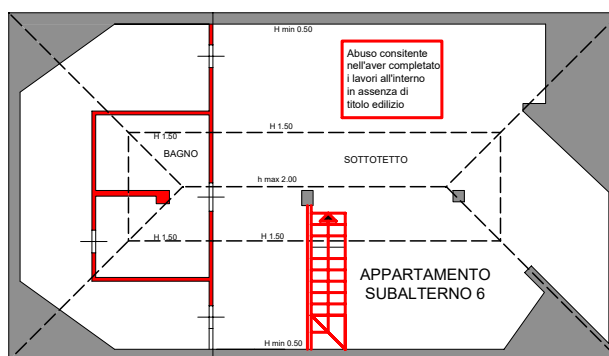 H min 0.50
Abuso consitente
nell'aver completato
i lavori all'interno
in assenza di
titolo edilizio
H 1.50
H 1.50
BAGNO
SOTTOTETTO
h max 2.00
H 1.50
H 1.50
APPARTAMENTO
SUBALTERNO 6
H min 0.50